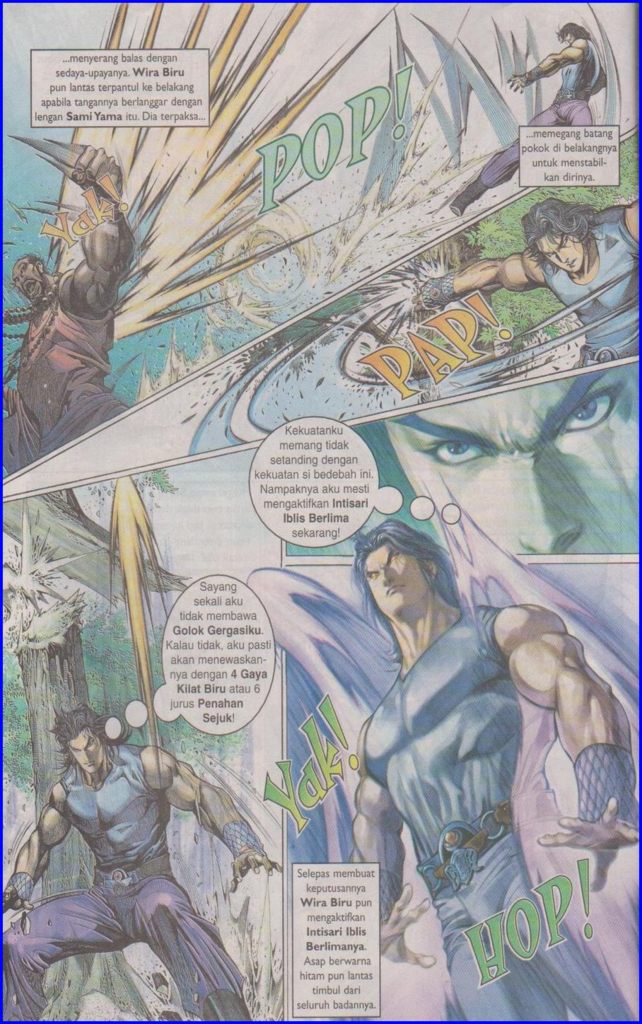 ...menyerang balas dengan
sedaya-upayanya. Wira Biru
pun lantas terpantul ke belakang
apabila tangannya berlanggar dengan
lengan Sami Yama itu. Dia terpaksa...
POP!
...memegang batang
pokok di belakangnya
untuk menstabil-
kan dirinya.
Yak!
PAP!
Kekuatanku
memang tidak
setanding dengan
kekuatan si bedebah ini.
Nampaknya aku mesti
mengaktifkan Intisari
Iblis Berlima
sekarang!
Sayang
sekali aku
tidak membawa
Golok Gergasiku.
Kalau tidak, aku pasti
akan menewaskan-
nya dengan 4 Gaya
Kilat Biru atau 6
jurus Penahan
Sejuk!
Yak!
Selepas membuat
keputusannya
Wira Biru pun
mengaktifkan
Intisari Iblis
Berlimanya.
Asap berwarna
hitam pun lantas
timbul dari
seluruh badannya.
HOP!